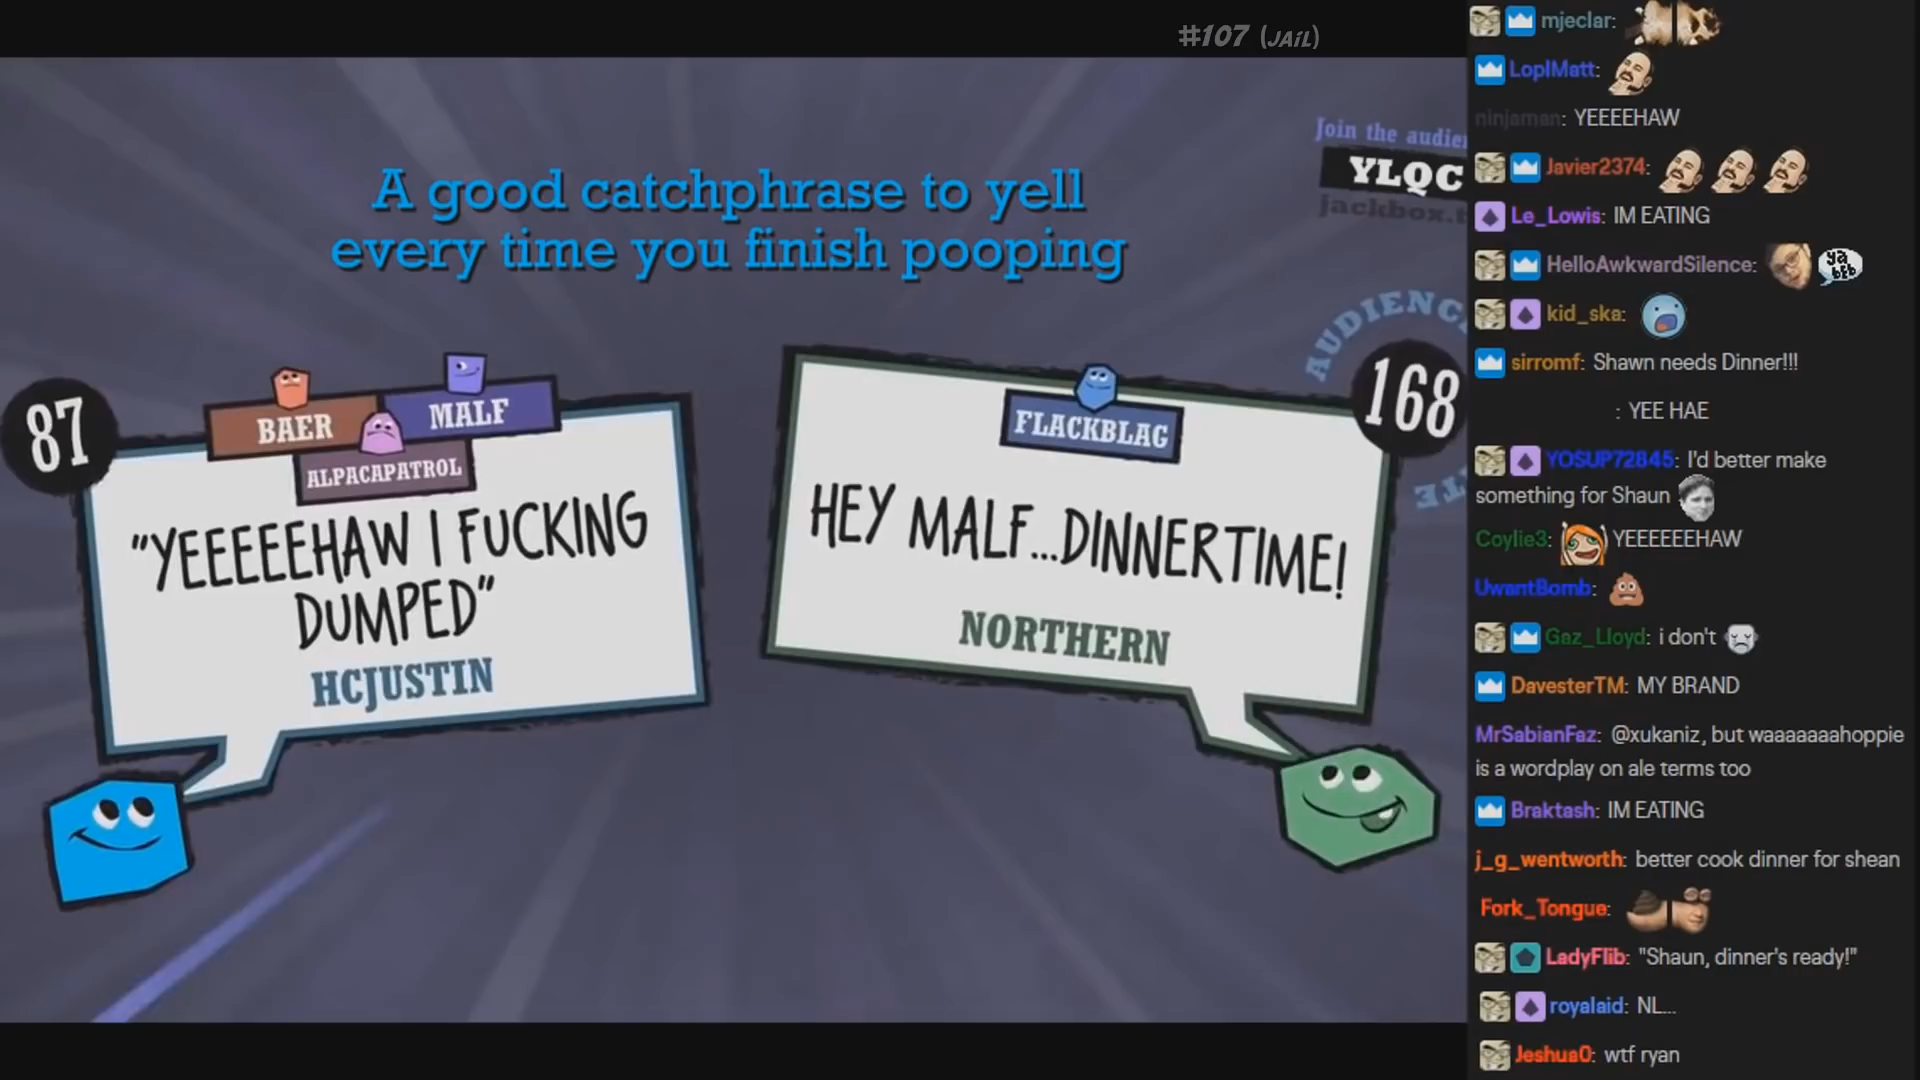 #107 (JAIL)
Join the audie
YLQC
jackbox.t
A good catchphrase to yell
every time you finish pooping
AUDIENC
87
BAER
MALF
ALPACAPATROL
"YEEEEEHAW I FUCKING
DUMPED"
HCJUSTIN
168
FLACKBLAG
HEY MALF...DINNERTIME!
NORTHERN
mjeclar:
LoplMatt:
ninjaman: YEEEEHAW
Javier2374:
Le_Lowis: IM EATING
HelloAwkwardSilence: ya beb
kid_ska:
sirromf: Shawn needs Dinner!!!
: YEE HAE
YOSUP72845: I'd better make
something for Shaun
Coylie3: YEEEEEEHAW
UwantBomb:
Gaz_Lloyd: i don't
DavesterTM: MY BRAND
MrSabianFaz: @xukaniz, but waaaaaaahoppie
is a wordplay on ale terms too
Braktash: IM EATING
j_g_wentworth: better cook dinner for shean
Fork_Tongue:
LadyFlib: "Shaun, dinner's ready!"
royalaid: NL...
Jeshua0: wtf ryan